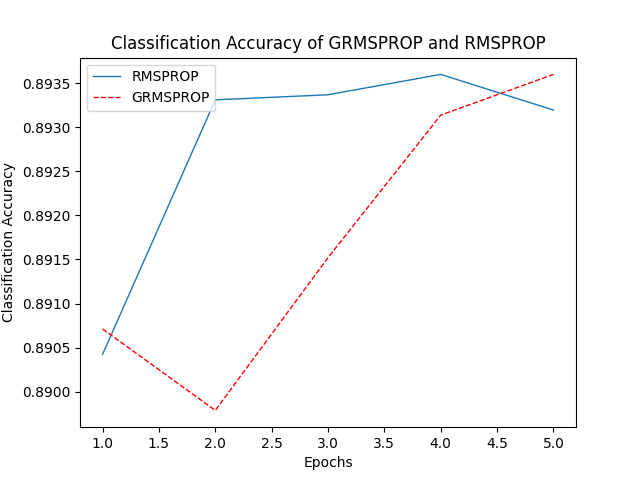 Classification Accuracy of GRMSPROP and RMSPROP
RMSPROP
GRMSPROP
0.8935
0.8930
0.8925
0.8920
0.8915
0.8910
0.8905
0.8900
Classification Accuracy
1.0 1.5 2.0 2.5 3.0 3.5 4.0 4.5 5.0
Epochs